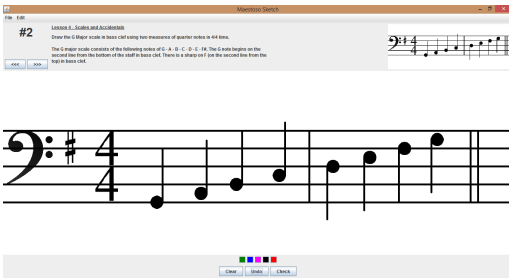 Maestoso Sketch
File Edit
#2
Lesson 4 : Scales and Accidentals
Draw the G Major scale in bass clef using two measures of quarter notes in 4/4 time.
The G major scale consists of the following notes of G - A - B - C - D - E - F#. The G note begins on the
second line from the bottom of the staff in bass clef. There is a sharp on F (on the second line from the
top) in bass clef.
<<< >>>
4
4
Clear Undo Check